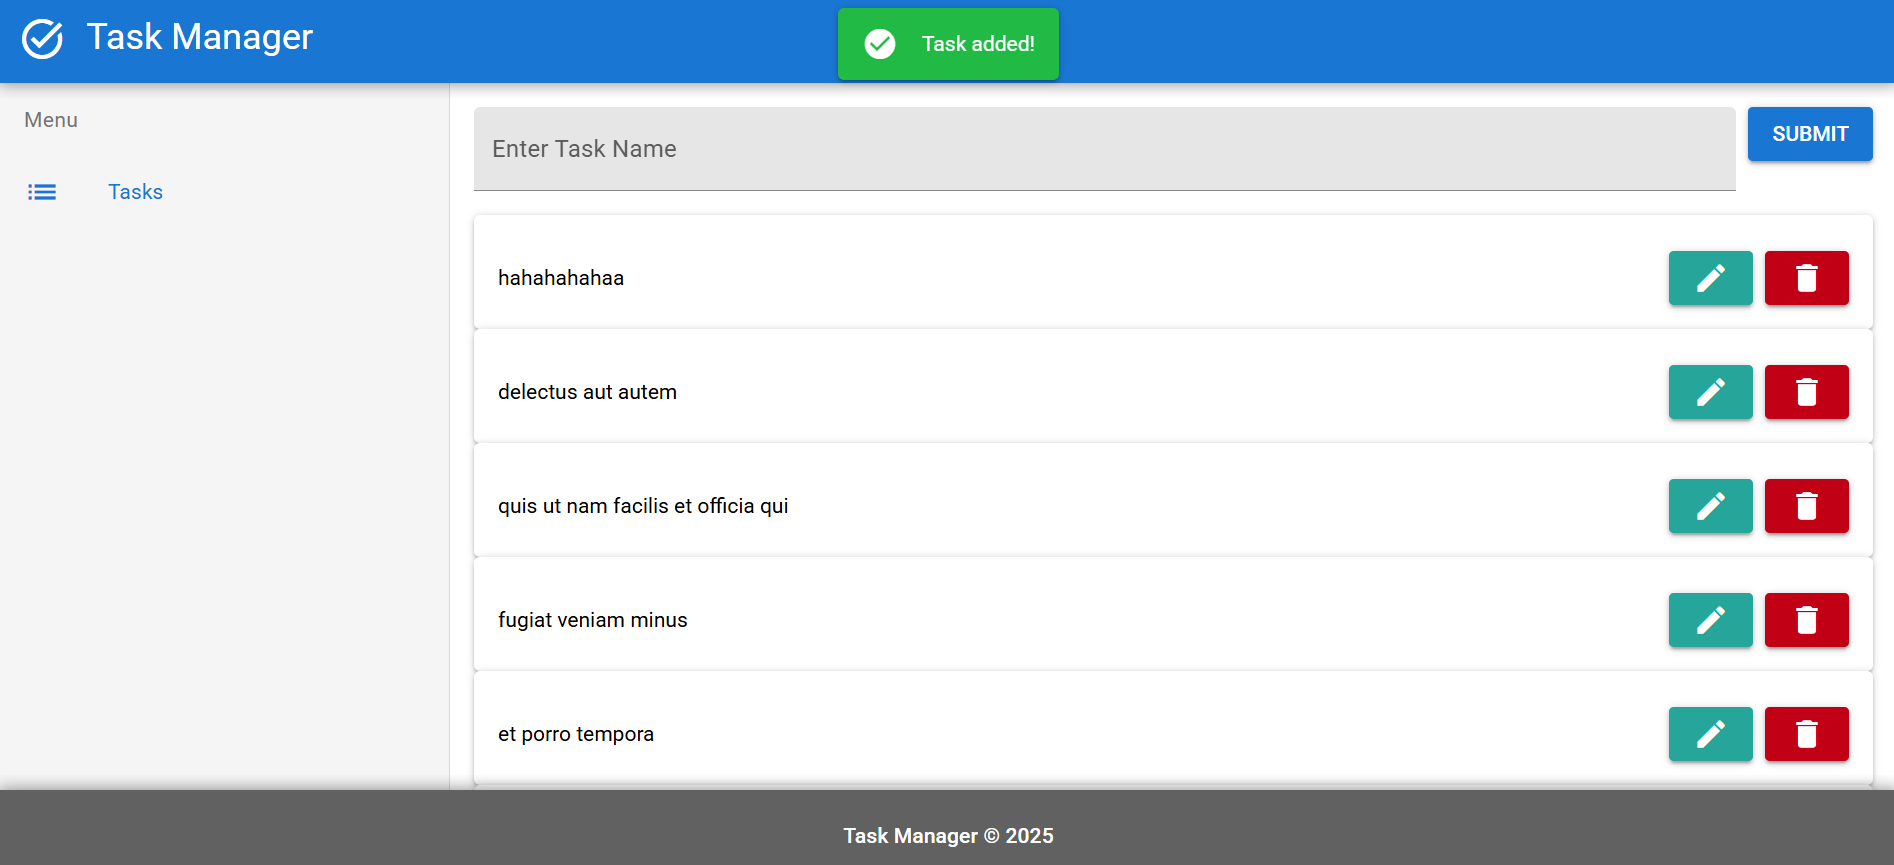 Task Manager
Task added!
Menu
Tasks
Enter Task Name
SUBMIT
hahahahahaa
delectus aut autem
quis ut nam facilis et officia qui
fugiat veniam minus
et porro tempora
Task Manager © 2025